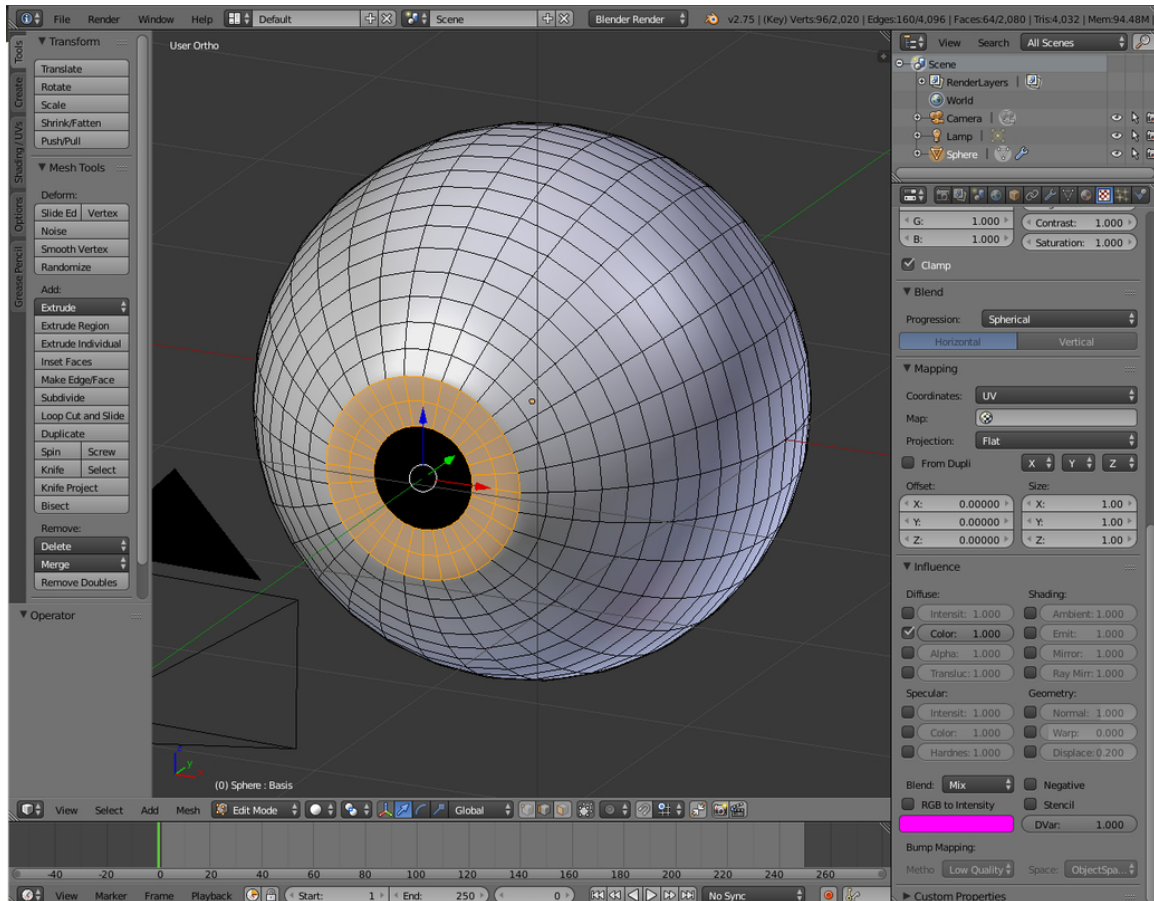 File Render Window Help Default Scene Blender Render v2.75 | (Key) Verts:96/2,020 | Edges:160/4,096 | Faces:64/2,080 | Tris:4,032 | Mem:94.48M |
Tools
Create
Shading / UVs
Options
Grease Pencil
Transform
Translate
Rotate
Scale
Shrink/Fatten
Push/Pull
Mesh Tools
Deform:
Slide Ed Vertex
Noise
Smooth Vertex
Randomize
Add:
Extrude
Extrude Region
Extrude Individual
Inset Faces
Make Edge/Face
Subdivide
Loop Cut and Slide
Duplicate
Spin Screw
Knife Select
Knife Project
Bisect
Remove:
Delete
Merge
Remove Doubles
Operator
User Ortho
z
y
x
(0) Sphere : Basis
View Select Add Mesh Edit Mode Global
-40 -20 0 20 40 60 80 100 120 140 160 180 200 220 240 260
View Marker Frame Playback Start: 1 End: 250 0 No Sync
View Search All Scenes
Scene
RenderLayers |
World
Camera |
Lamp |
Sphere |
G: 1.000 Contrast: 1.000
B: 1.000 Saturation: 1.000
Clamp
Blend
Progression: Spherical
Horizontal Vertical
Mapping
Coordinates: UV
Map:
Projection: Flat
From Dupli X Y Z
Offset: Size:
X: 0.00000 X: 1.00
Y: 0.00000 Y: 1.00
Z: 0.00000 Z: 1.00
Influence
Diffuse: Shading:
Intensit: 1.000 Ambient: 1.000
Color: 1.000 Emit: 1.000
Alpha: 1.000 Mirror: 1.000
Transluc: 1.000 Ray Mirr: 1.000
Specular: Geometry:
Intensit: 1.000 Normal: 1.000
Color: 1.000 Warp: 0.000
Hardnes: 1.000 Displace: 0.200
Blend: Mix Negative
RGB to Intensity Stencil
DVar: 1.000
Bump Mapping:
Metho Low Quality Space: ObjectSpa...
Custom Properties